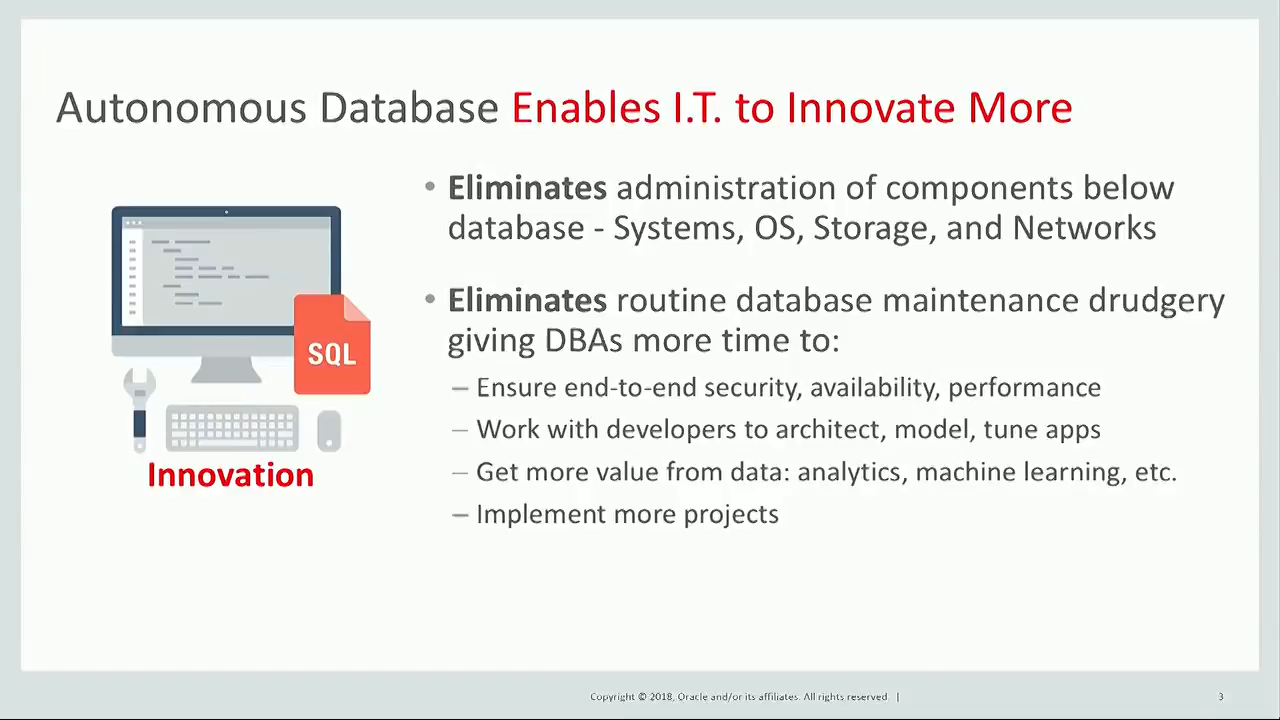 Autonomous Database Enables I.T. to Innovate More
• Eliminates administration of components below
database - Systems, OS, Storage, and Networks
• Eliminates routine database maintenance drudgery
giving DBAs more time to:
– Ensure end-to-end security, availability, performance
– Work with developers to architect, model, tune apps
– Get more value from data: analytics, machine learning, etc.
– Implement more projects
SQL
Innovation
Copyright © 2018, Oracle and/or its affiliates. All rights reserved. |
3